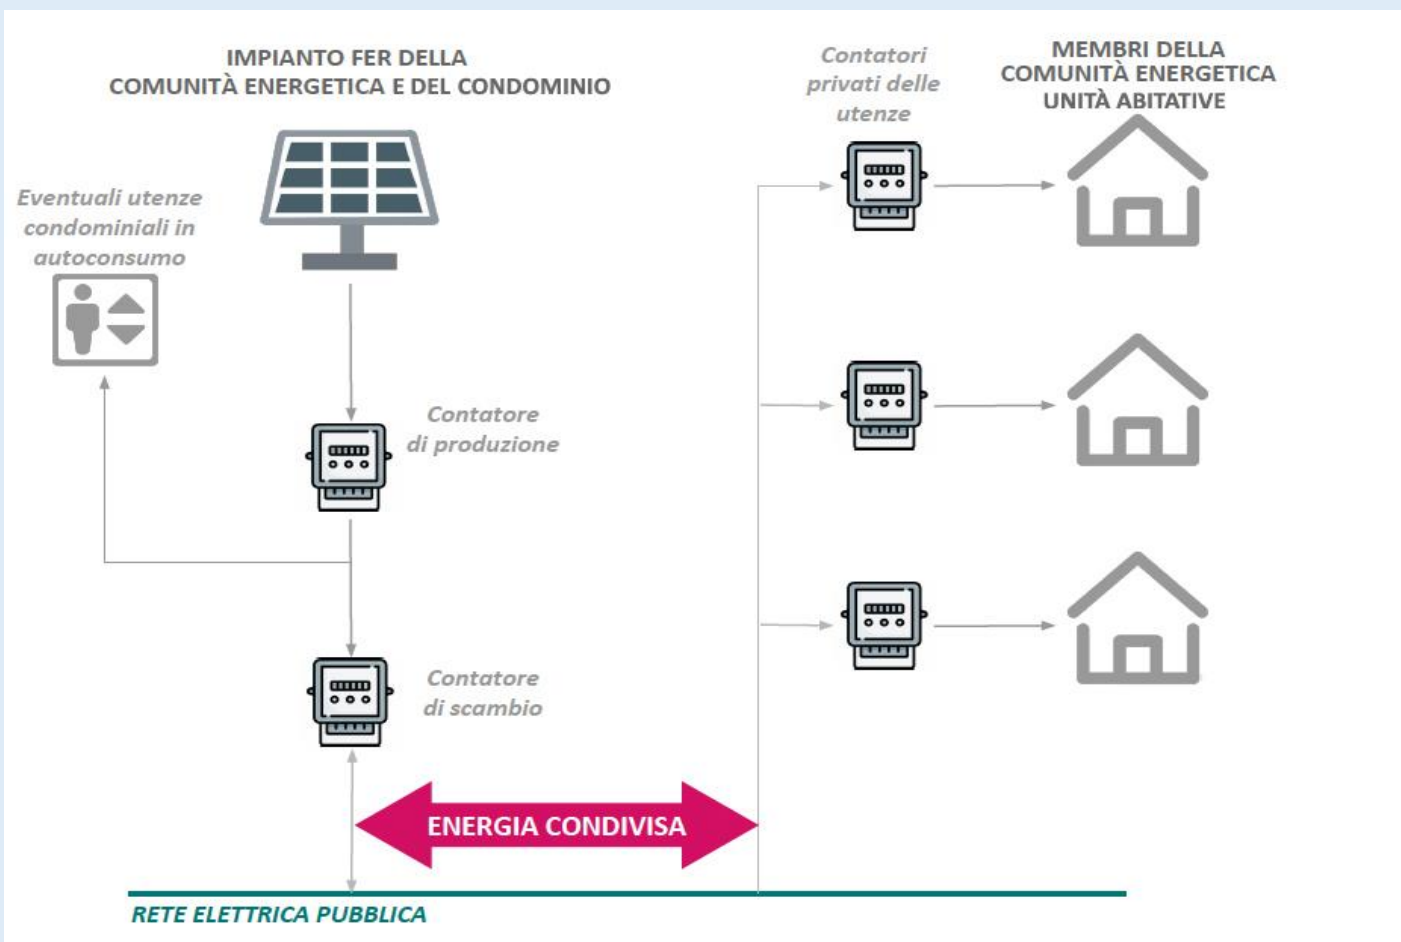 IMPIANTO FER DELLA
COMUNITÀ ENERGETICA E DEL CONDOMINIO
Contatori
privati delle
utenze
MEMBRI DELLA
COMUNITÀ ENERGETICA
UNITÀ ABITATIVE
Eventuali utenze
condominiali in
autoconsumo
Contatore
di produzione
Contatore
di scambio
ENERGIA CONDIVISA
RETE ELETTRICA PUBBLICA